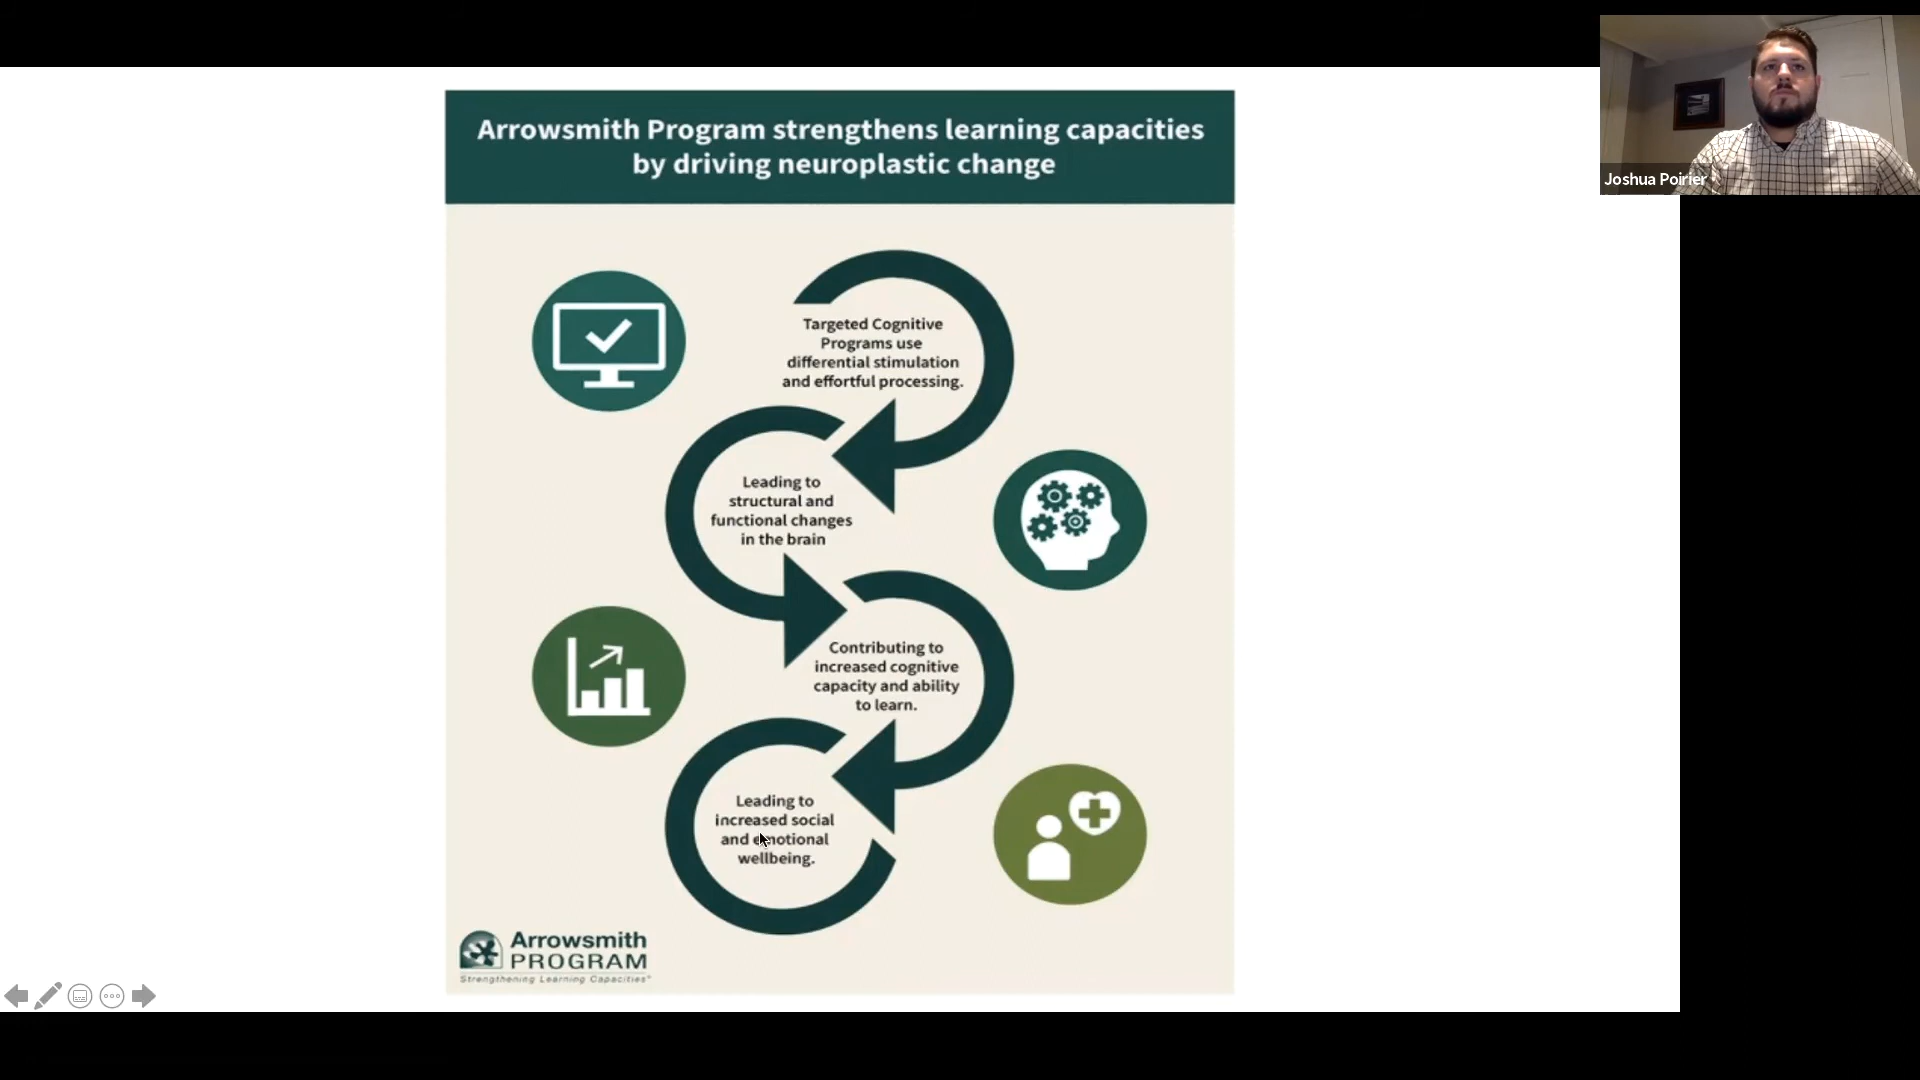 Arrowsmith Program strengthens learning capacities
by driving neuroplastic change
Joshua Poirier
Targeted Cognitive
Programs use
differential stimulation
and effortful processing.
Leading to
structural and
functional changes
in the brain
Contributing to
increased cognitive
capacity and ability
to learn.
Leading to
increased social
and emotional
wellbeing.
Arrowsmith
PROGRAM
Strengthening Learning Capacities*